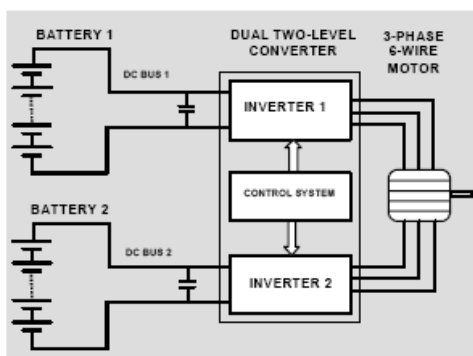 BATTERY 1
DUAL TWO-LEVEL
CONVERTER
3-PHASE
6-WIRE
MOTOR
DC BUS 1
INVERTER 1
CONTROL SYSTEM
BATTERY 2
DC BUS 2
INVERTER 2